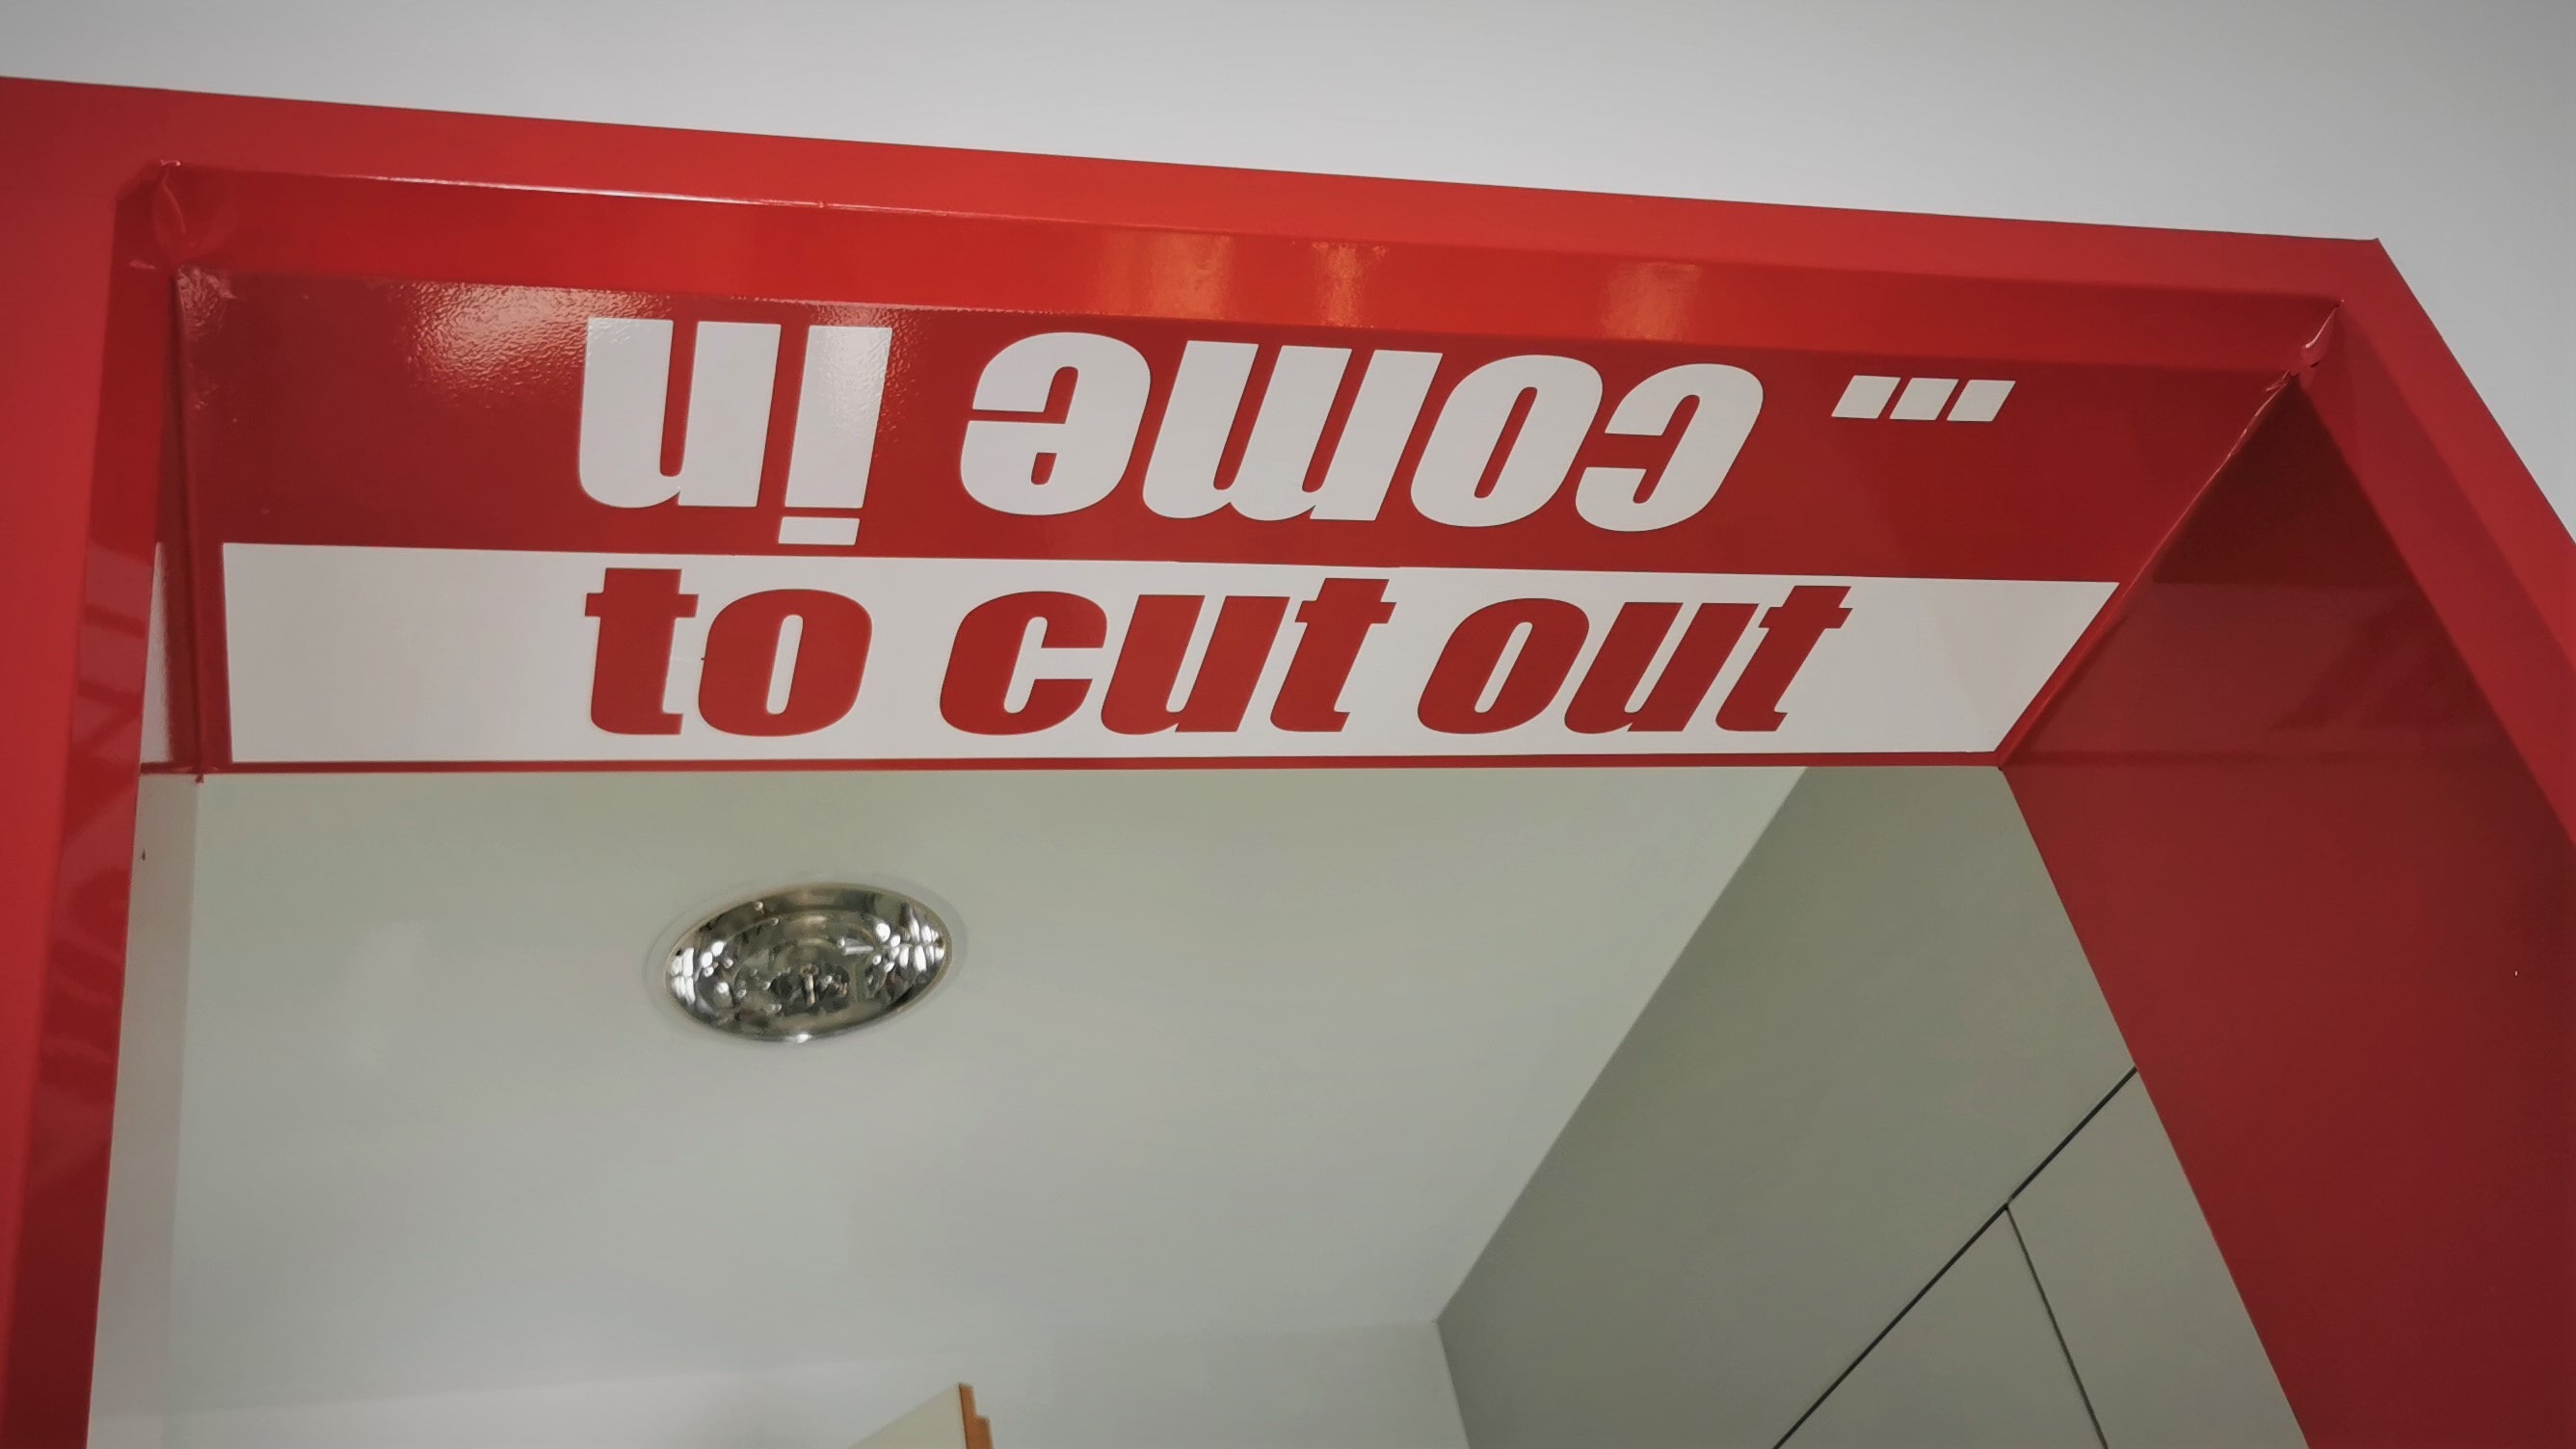 ... come in
to cut out